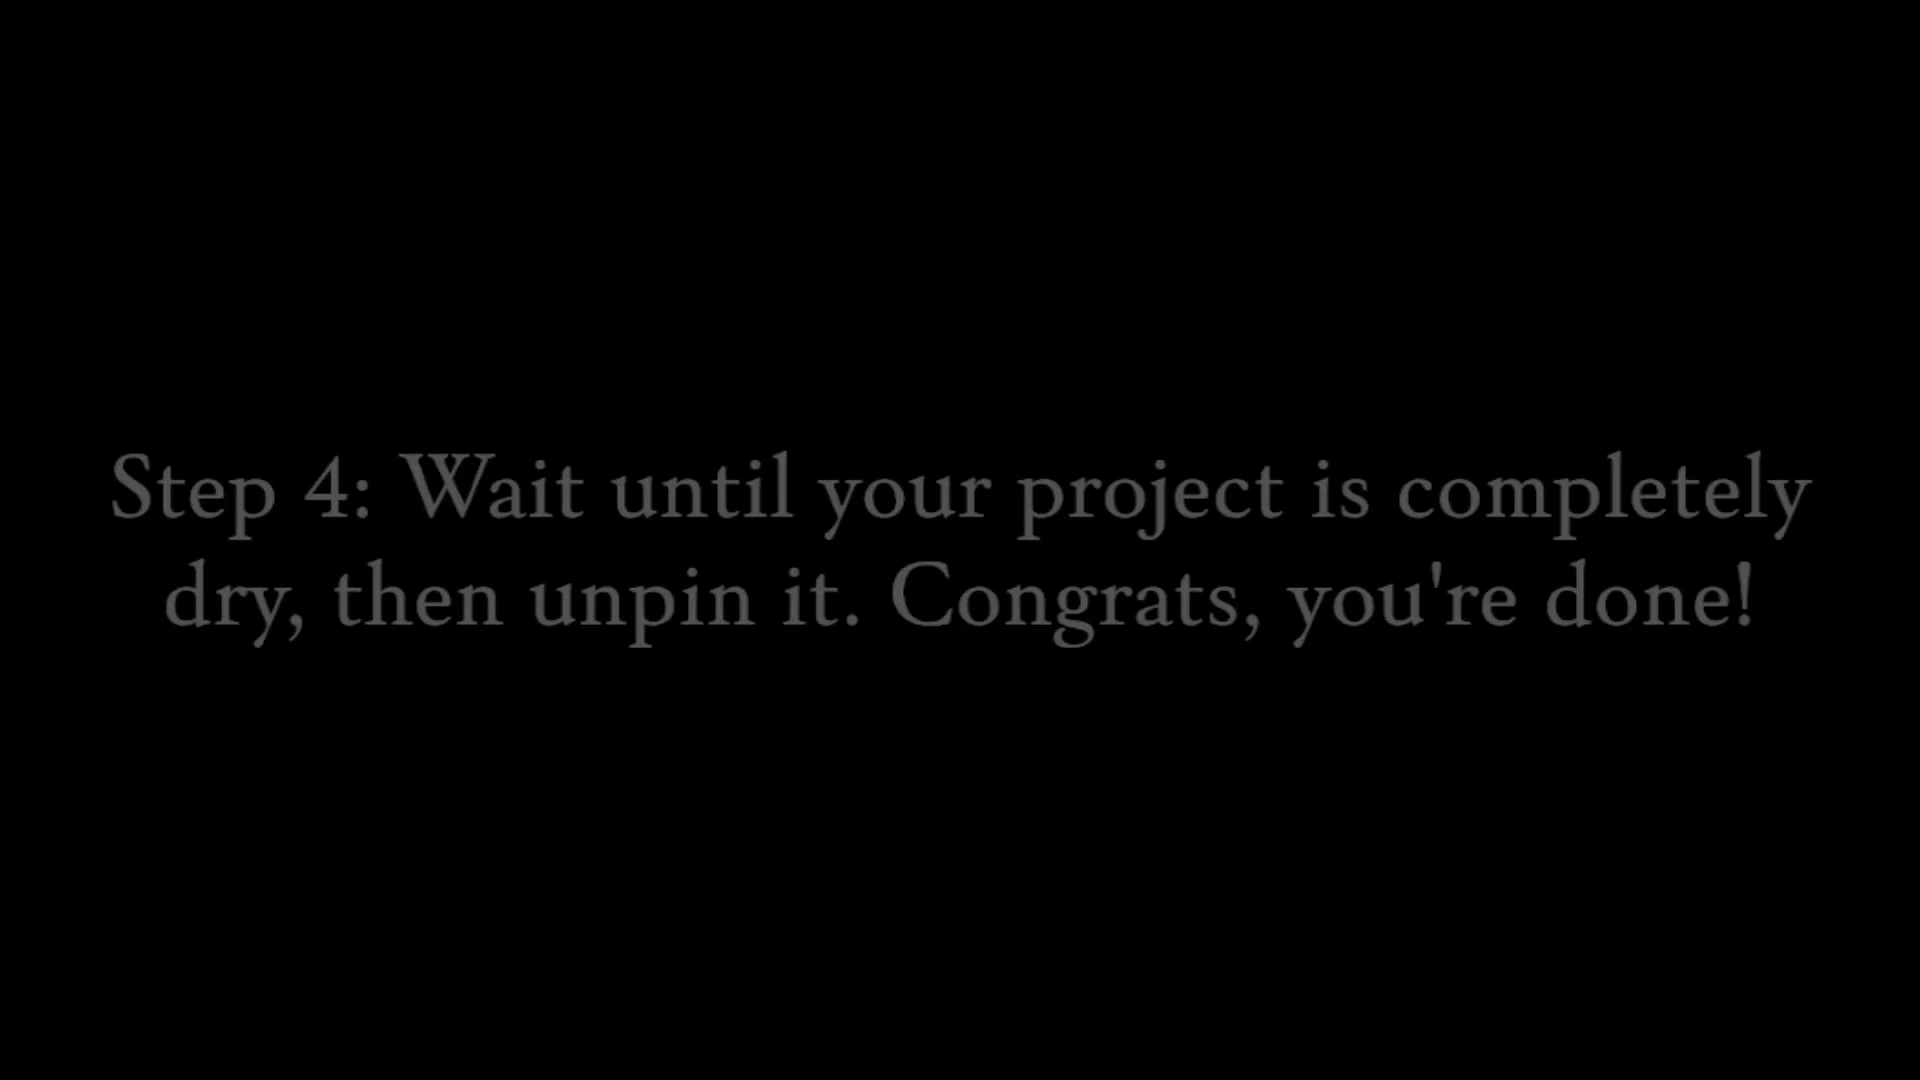 Step 4: Wait until your project is completely
dry, then unpin it. Congrats, you're done!